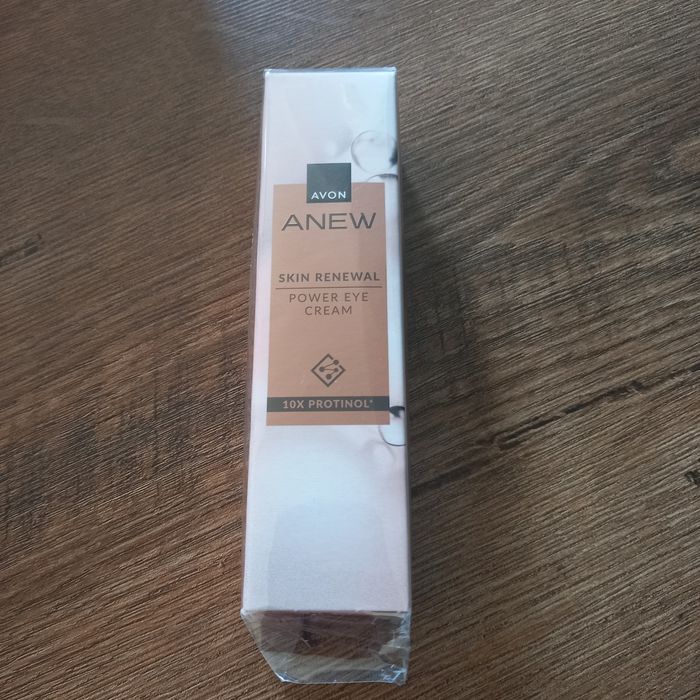 AVON
ANEW
SKIN RENEWAL
POWER EYE
CREAM
10X PROTINOL*